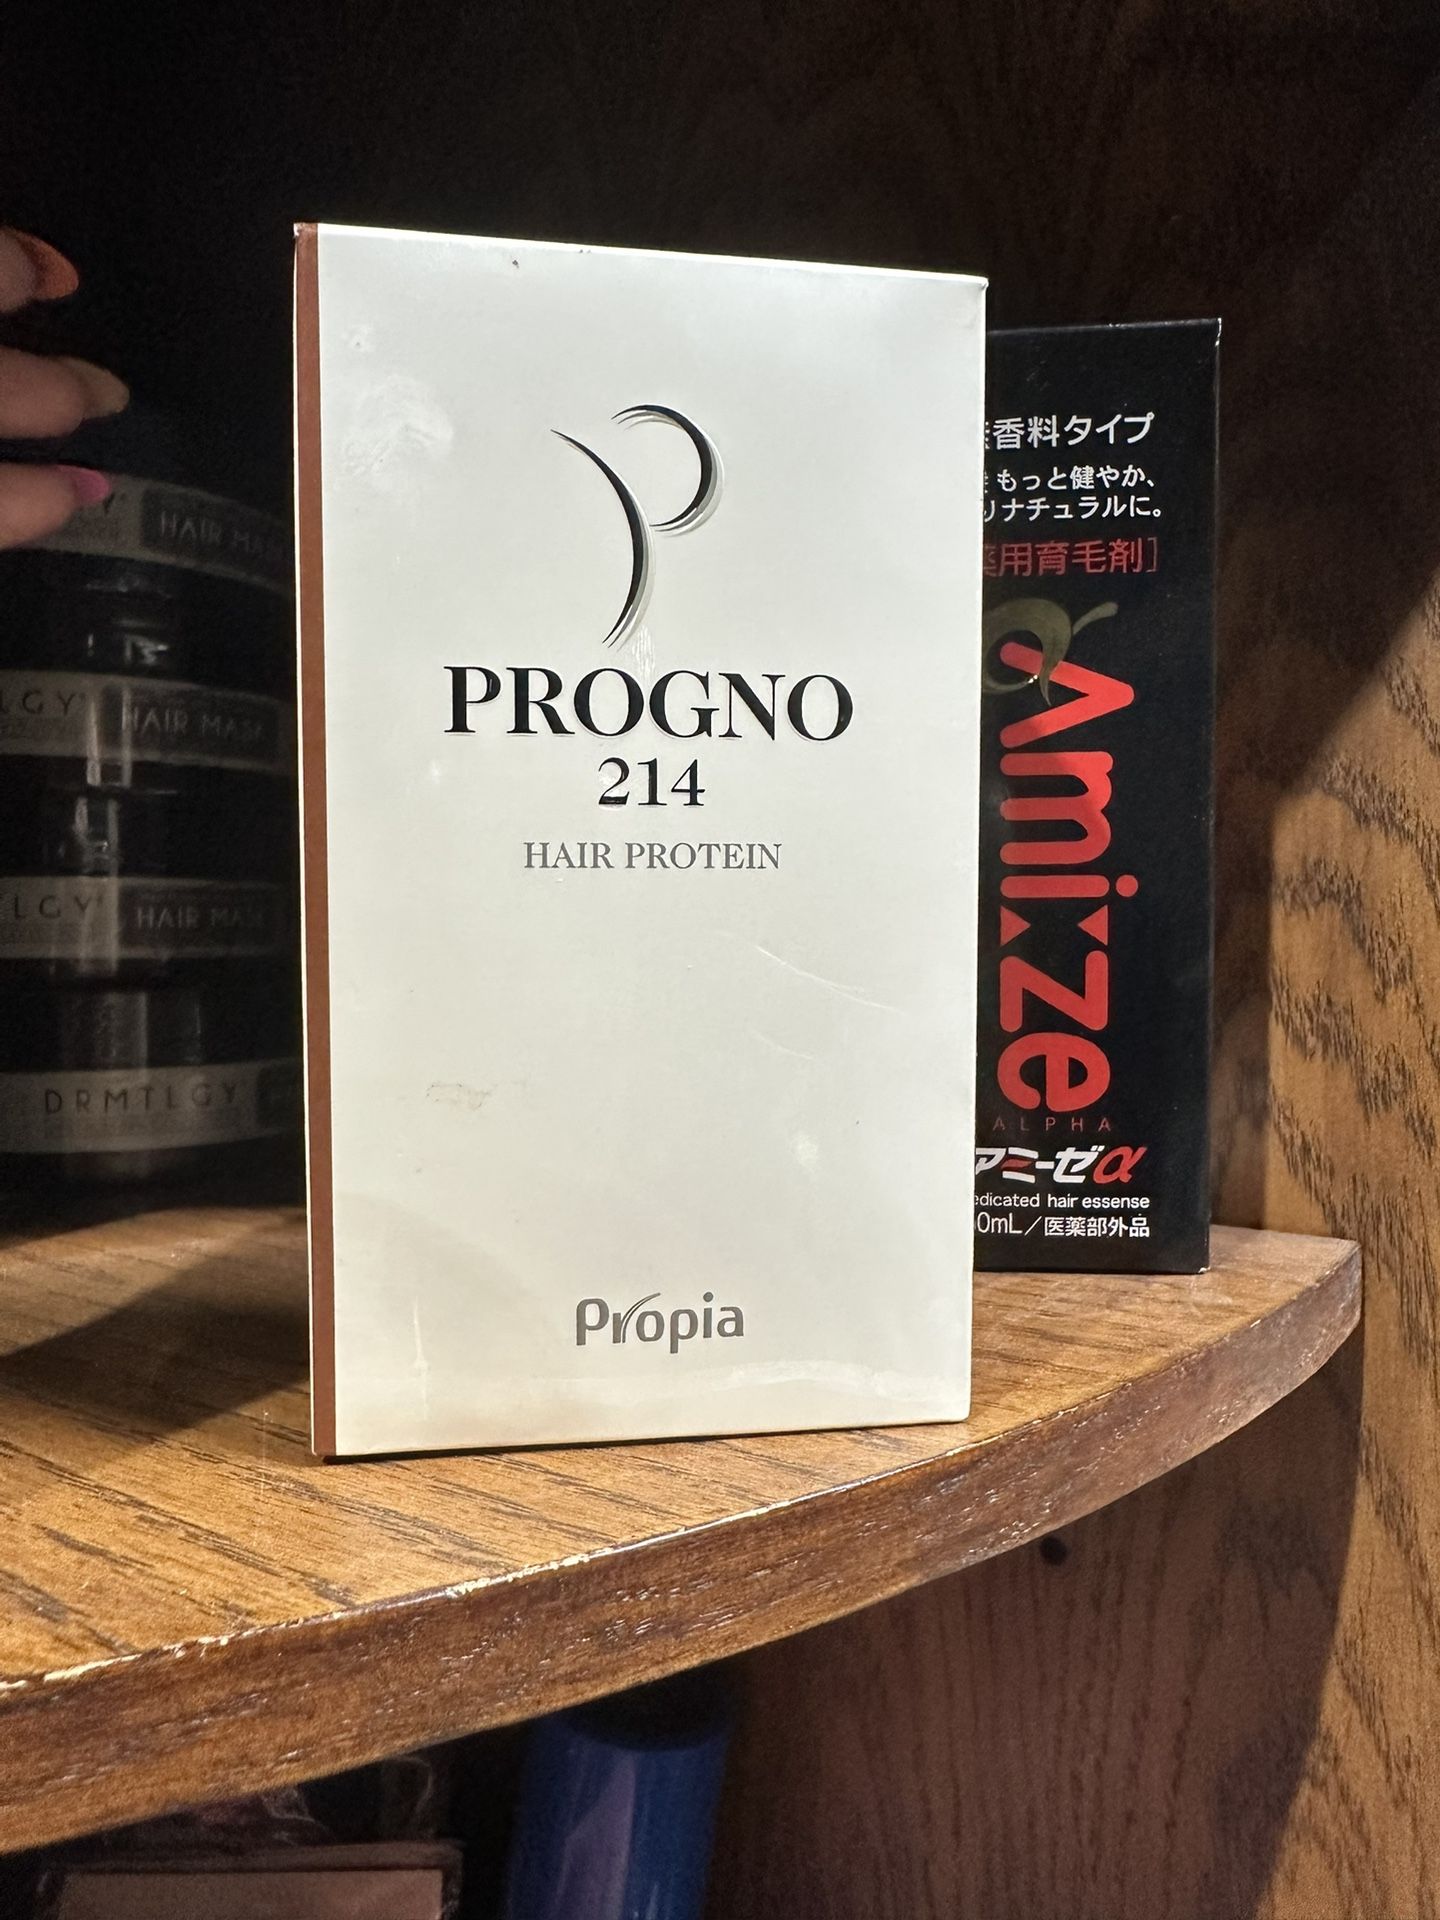 PROGNO
214
HAIR PROTEIN
Propia
香料タイプ
もっと健やか、
ナチュラルに。
薬用育毛剤]
Amize
ALPHA
アミーゼα
medicated hair essense
0mL/医薬部外品
HAIR MASK
LGY HAIR MASK
LGY HAIR MASK
DRMTLGY